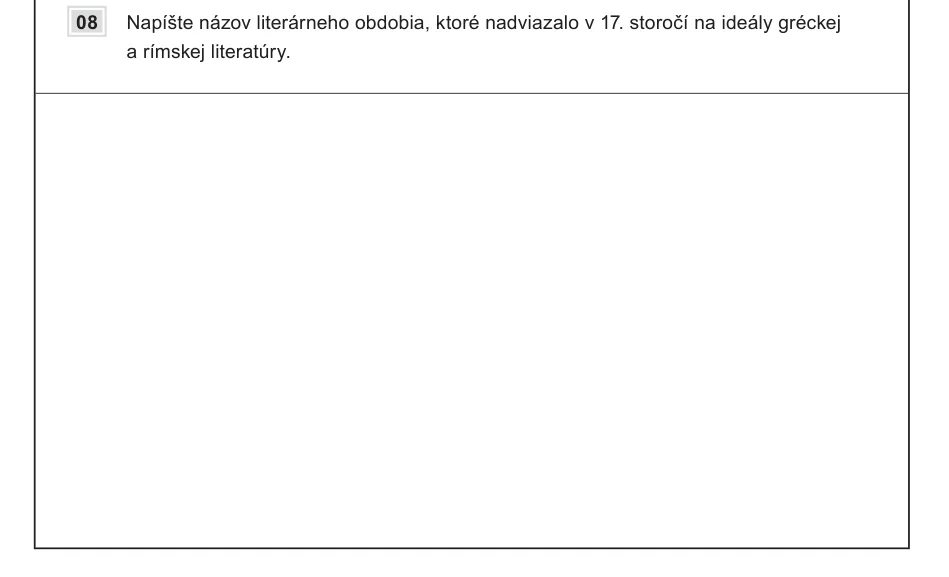 08 Napíšte názov literárneho obdobia, ktoré nadviazalo v 17. storočí na ideály gréckej
a rímskej literatúry.